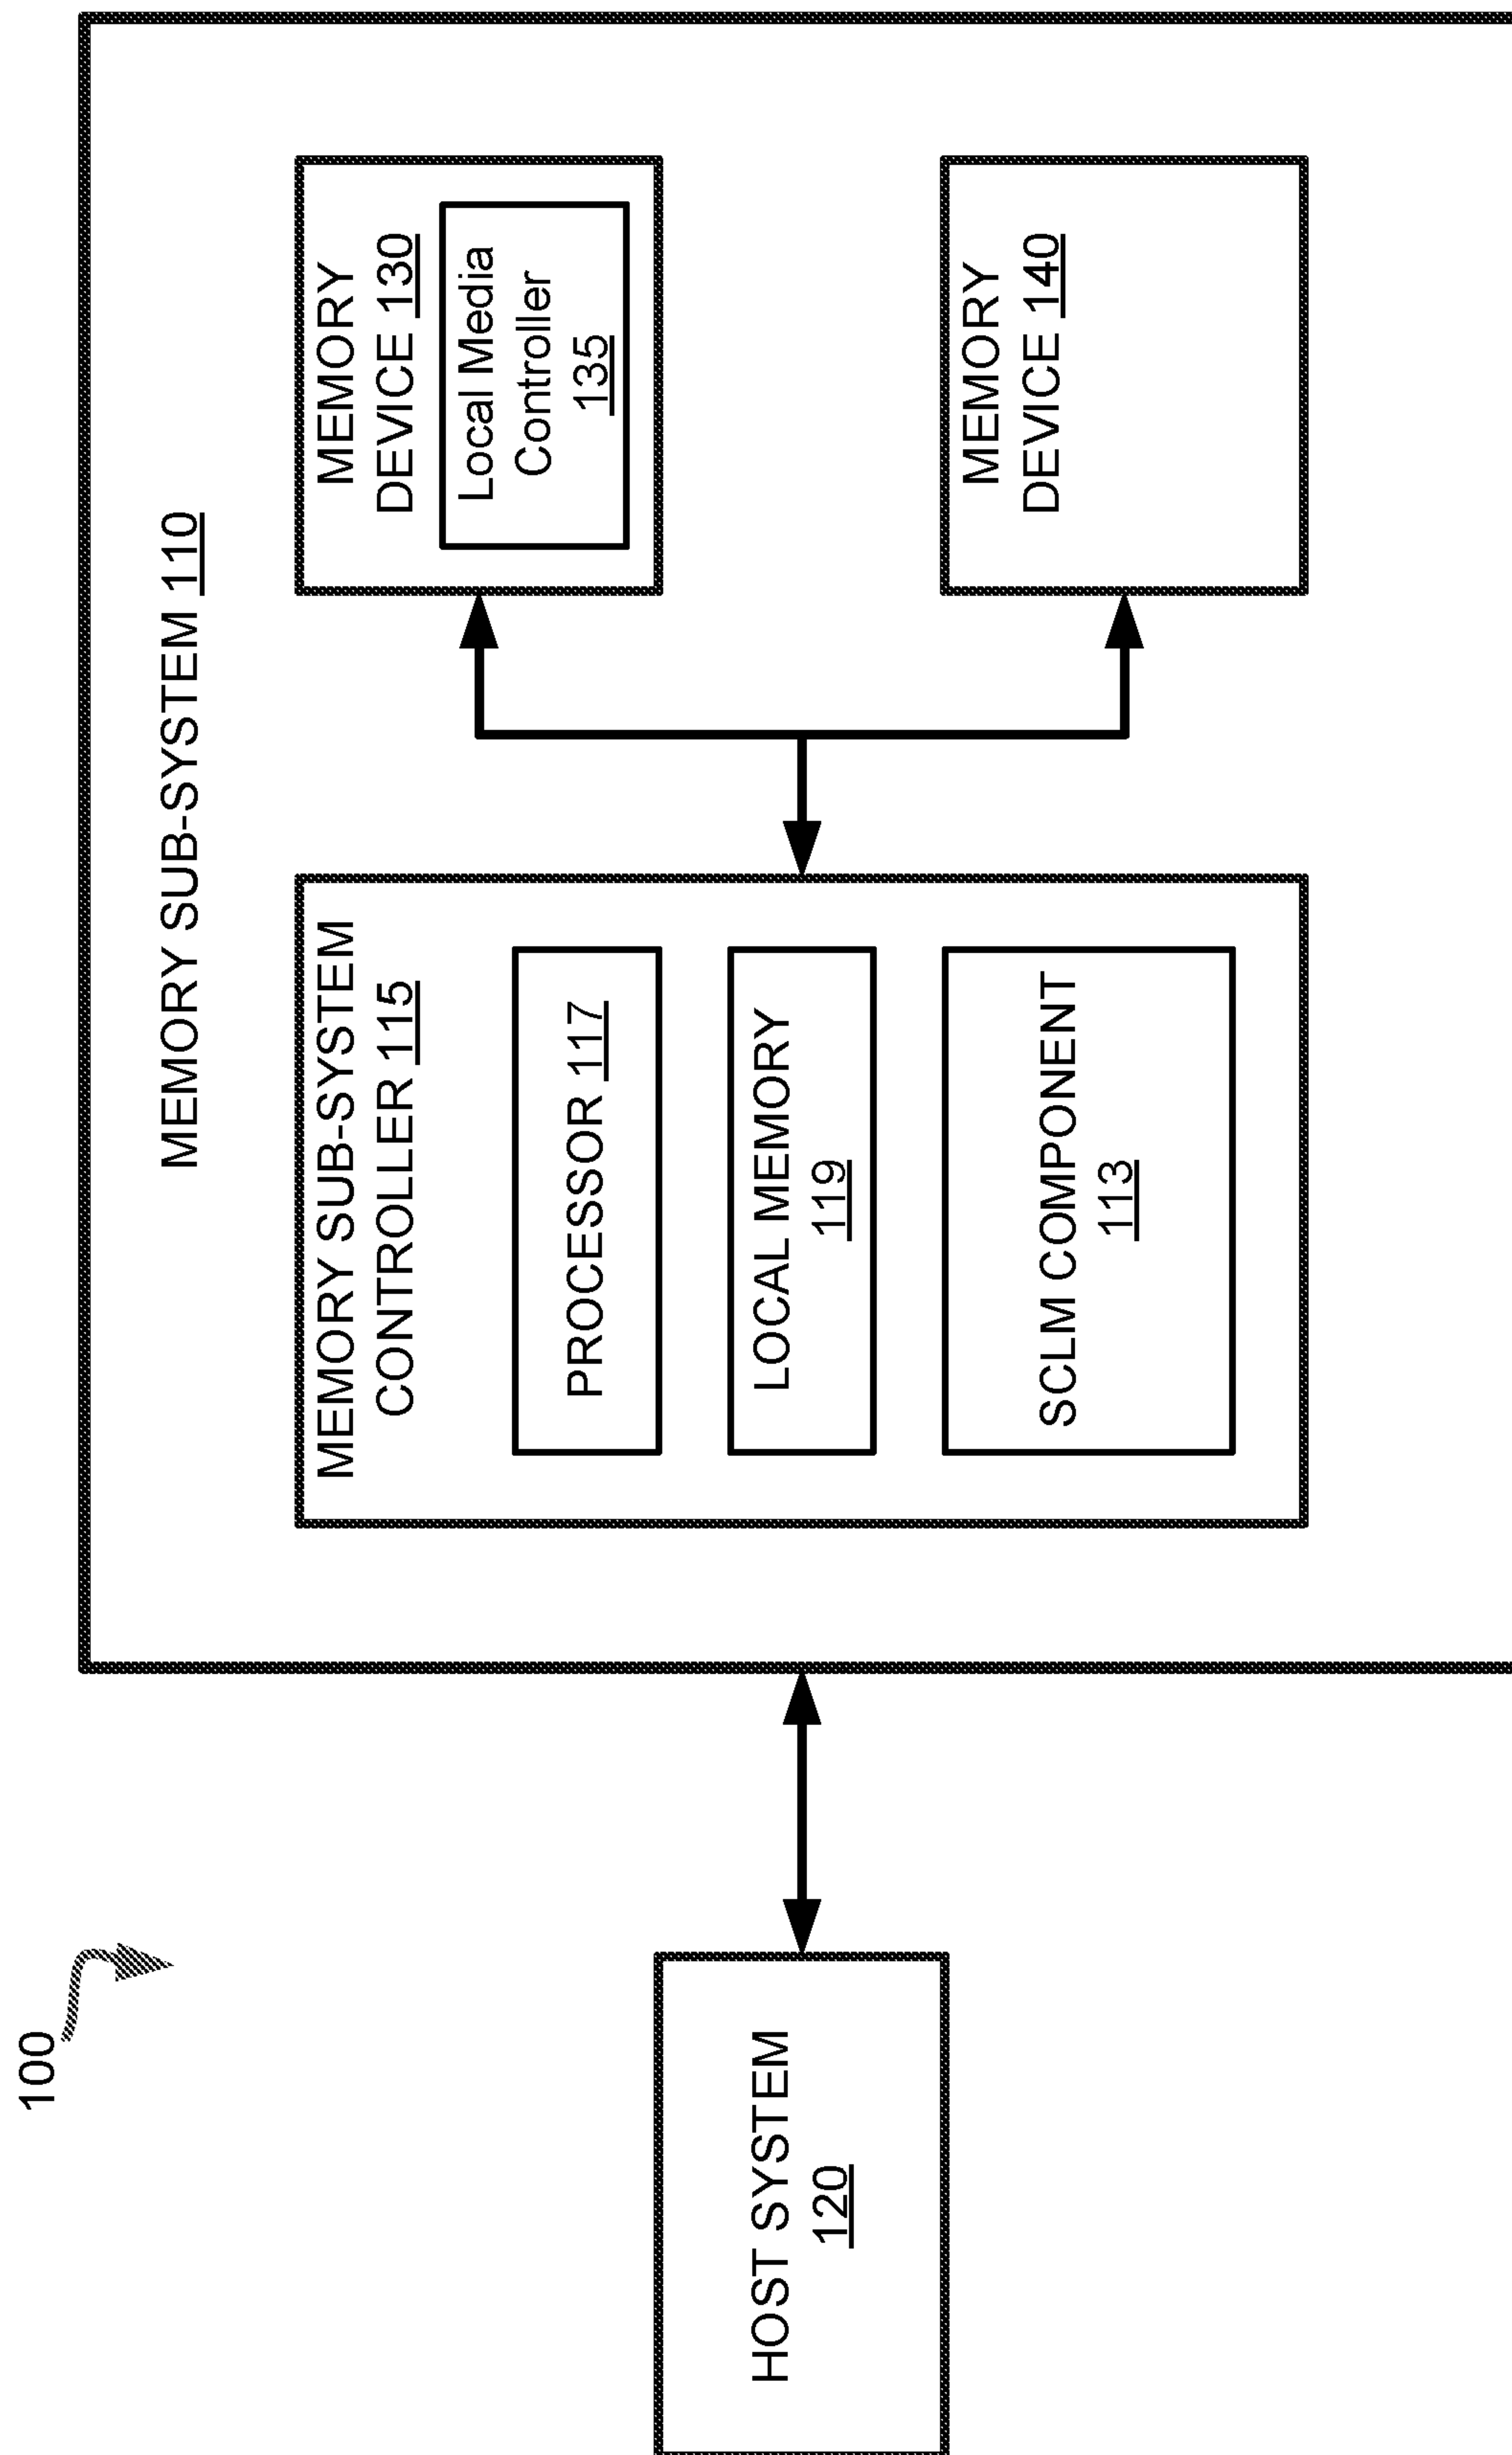 100
MEMORY SUB-SYSTEM 110
HOST SYSTEM
120
MEMORY SUB-SYSTEM
CONTROLLER 115
PROCESSOR 117
LOCAL MEMORY
119
SCLM COMPONENT
113
MEMORY
DEVICE 130
Local Media
Controller
135
MEMORY
DEVICE 140